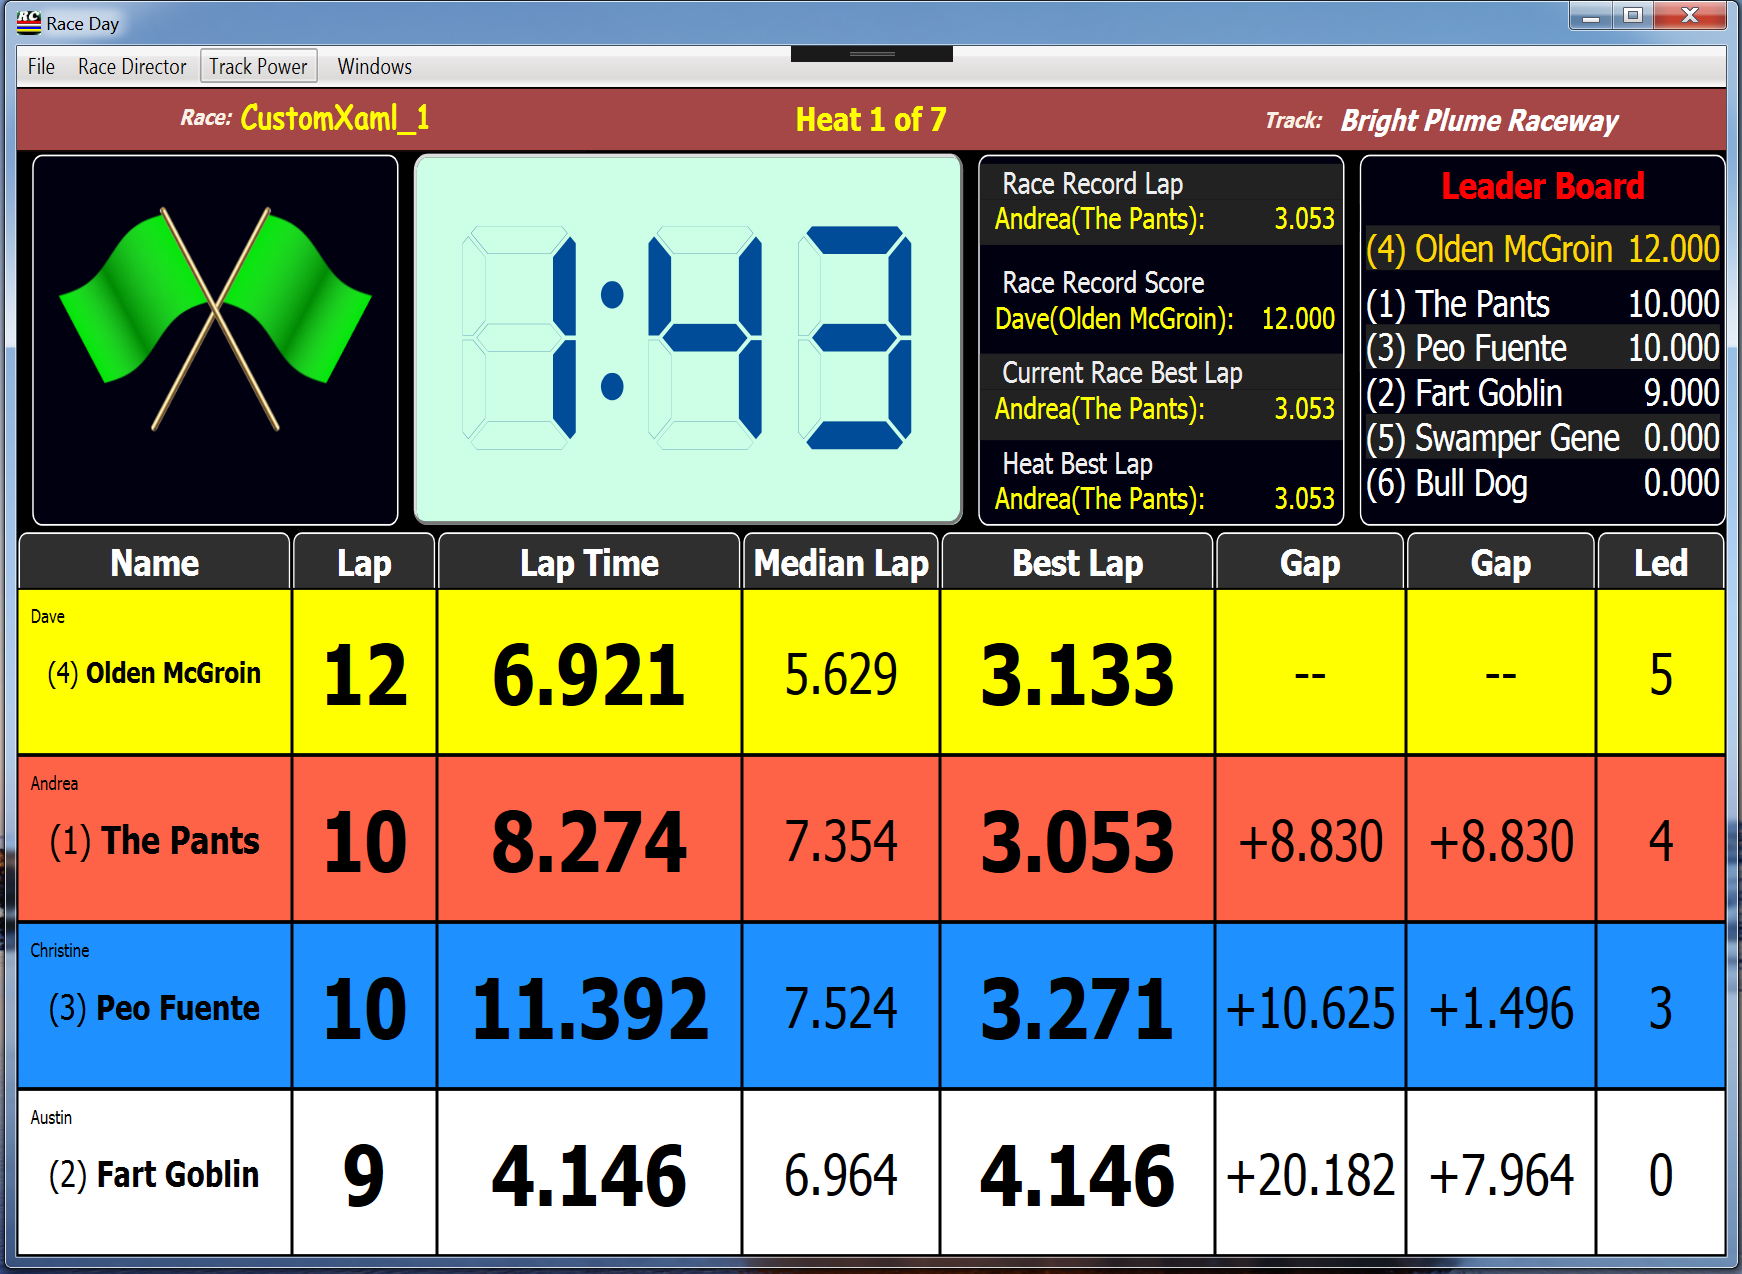 RC Race Day
File Race Director Track Power Windows
Race: CustomXaml_1 Heat 1 of 7 Track: Bright Plume Raceway
1:43
Race Record Lap
Andrea(The Pants): 3.053
Race Record Score
Dave(Olden McGroin): 12.000
Current Race Best Lap
Andrea(The Pants): 3.053
Heat Best Lap
Andrea(The Pants): 3.053
Leader Board
(4) Olden McGroin 12.000
(1) The Pants 10.000
(3) Peo Fuente 10.000
(2) Fart Goblin 9.000
(5) Swamper Gene 0.000
(6) Bull Dog 0.000
Name Lap Lap Time Median Lap Best Lap Gap Gap Led
Dave
(4) Olden McGroin 12 6.921 5.629 3.133 -- -- 5
Andrea
(1) The Pants 10 8.274 7.354 3.053 +8.830 +8.830 4
Christine
(3) Peo Fuente 10 11.392 7.524 3.271 +10.625 +1.496 3
Austin
(2) Fart Goblin 9 4.146 6.964 4.146 +20.182 +7.964 0